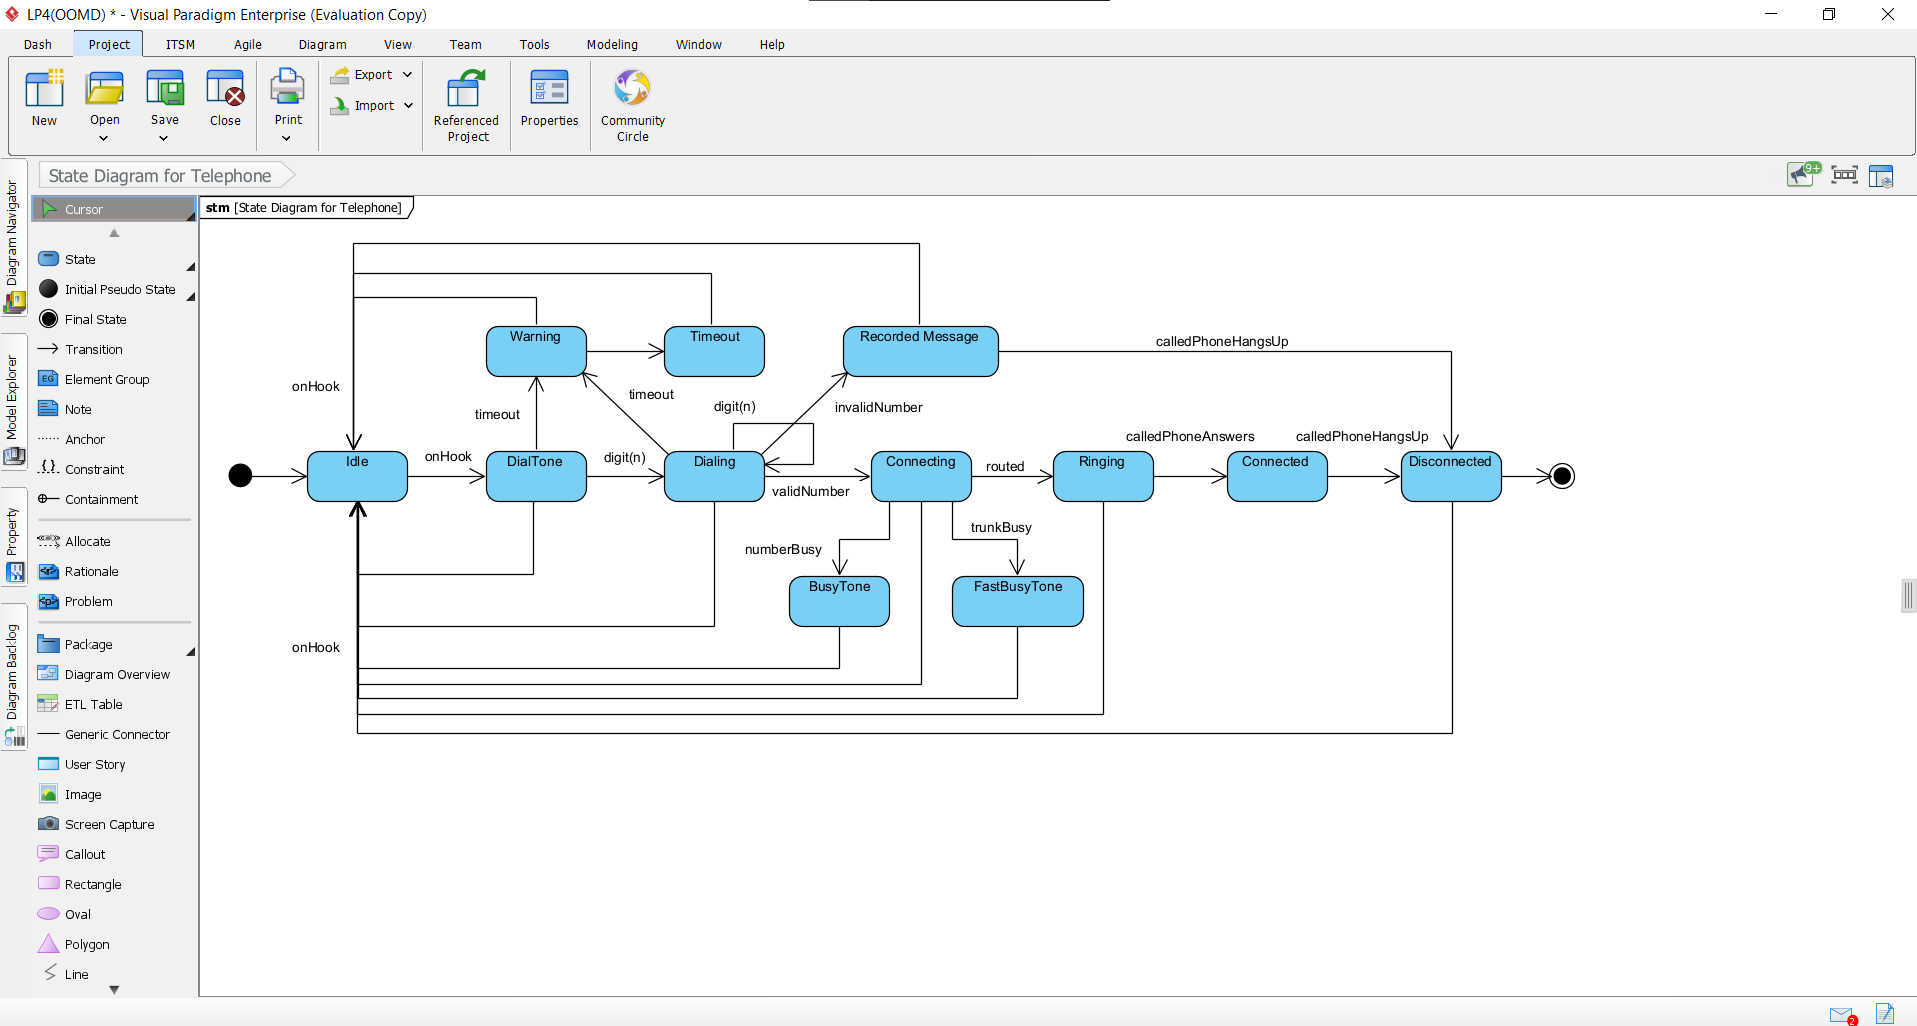 LP4(OOMD) * - Visual Paradigm Enterprise (Evaluation Copy)
Dash Project ITSM Agile Diagram View Team Tools Modeling Window Help
New
Open
Save
Close
Print
Export
Import
Referenced
Project
Properties
Community
Circle
State Diagram for Telephone
9+
Diagram Navigator
Model Explorer
Property
Diagram Backlog
Cursor
State
Initial Pseudo State
Final State
Transition
EG Element Group
Note
Anchor
Constraint
Containment
Allocate
Rationale
Problem
Package
Diagram Overview
ETL Table
Generic Connector
User Story
Image
Screen Capture
Callout
Rectangle
Oval
Polygon
Line
stm [State Diagram for Telephone]
Warning
Timeout
Recorded Message
calledPhoneHangsUp
onHook
timeout
timeout
digit(n)
invalidNumber
Idle
onHook
DialTone
digit(n)
Dialing
validNumber
Connecting
routed
Ringing
calledPhoneAnswers
Connected
calledPhoneHangsUp
Disconnected
numberBusy
trunkBusy
BusyTone
FastBusyTone
onHook
2